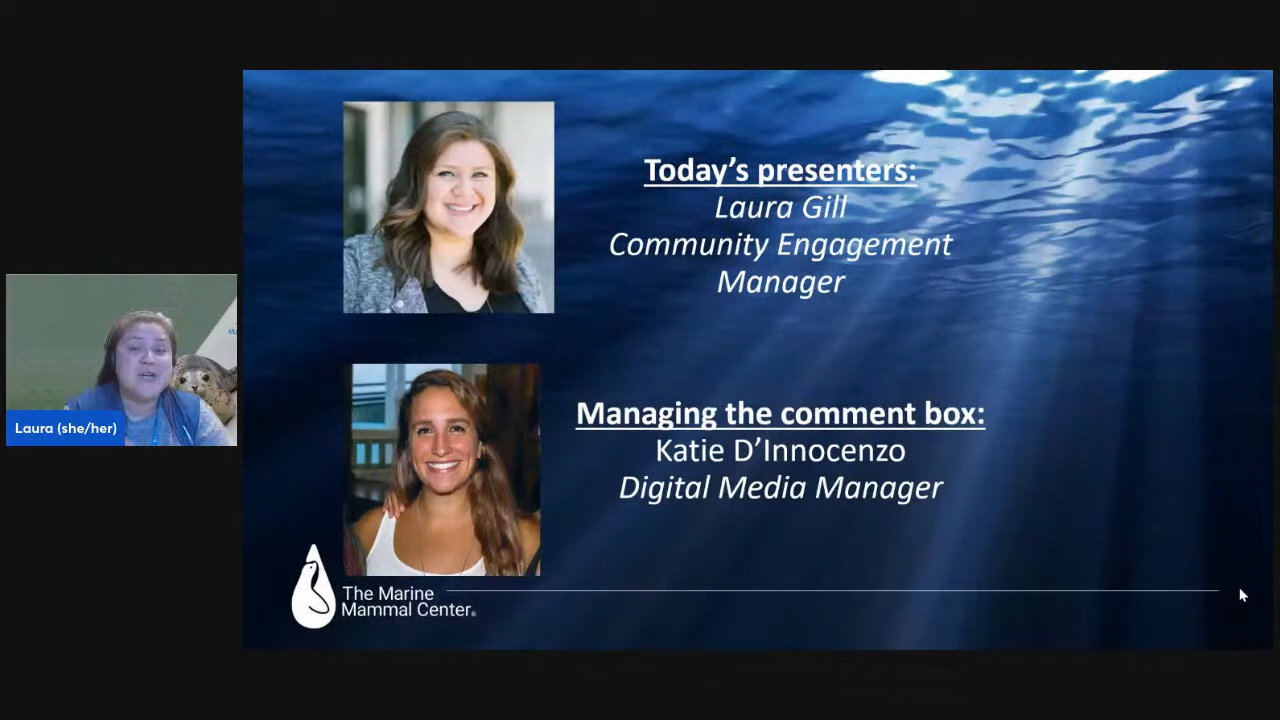 Today's presenters:
Laura Gill
Community Engagement
Manager
Laura (she/her)
Managing the comment box:
Katie D'Innocenzo
Digital Media Manager
The Marine
Mammal Center